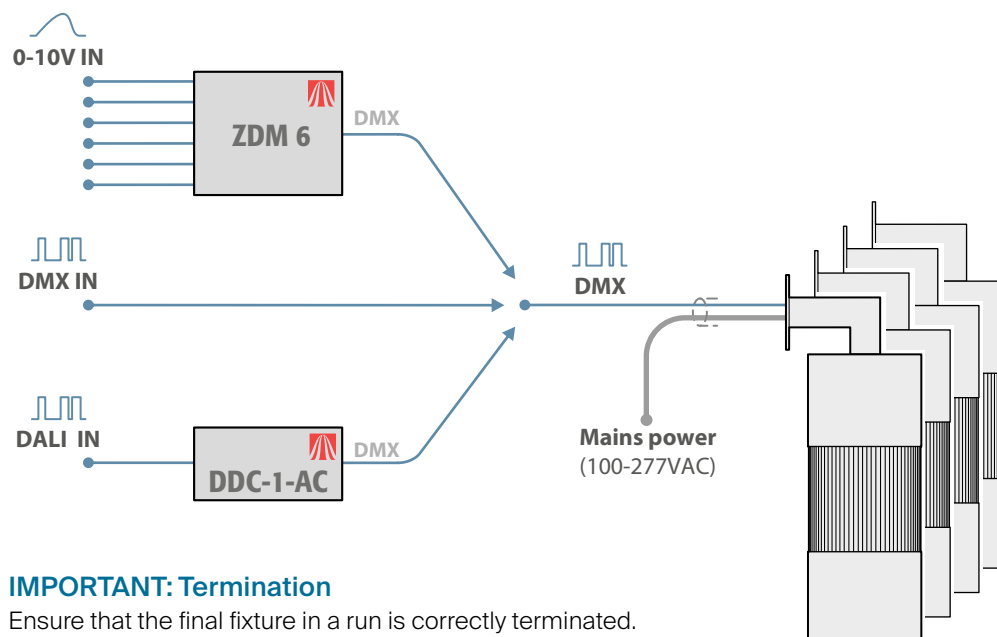 0-10V IN
ZDM 6
DMX
DMX IN
DMX
DALI IN
DDC-1-AC
DMX
Mains power
(100-277VAC)
IMPORTANT: Termination
Ensure that the final fixture in a run is correctly terminated.